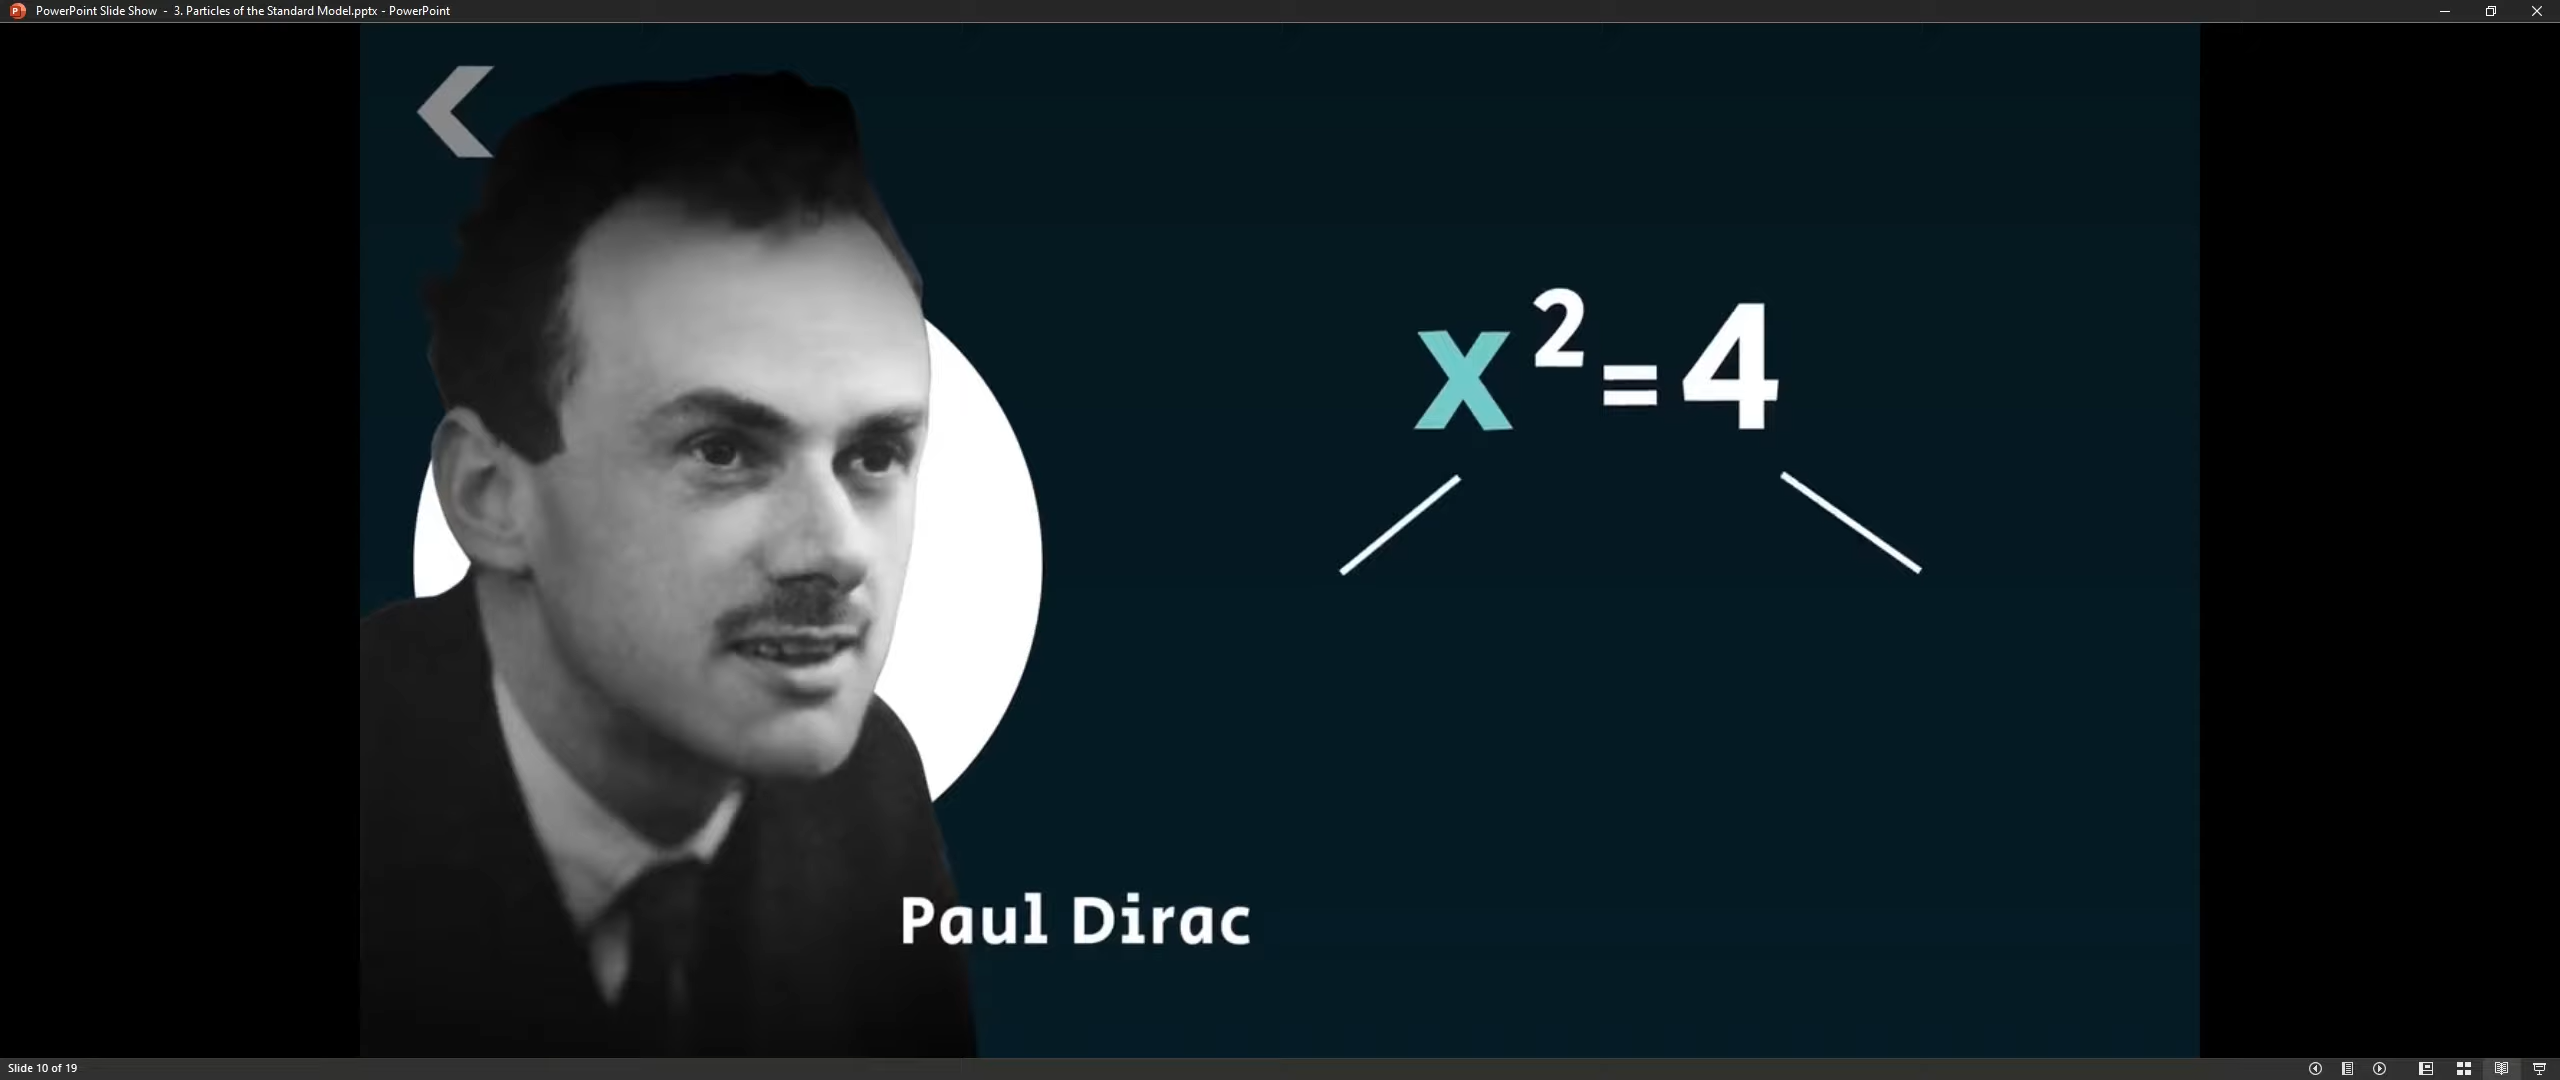 PowerPoint Slide Show - 3. Particles of the Standard Model.pptx - PowerPoint
x² = 4
Paul Dirac
Slide 10 of 19